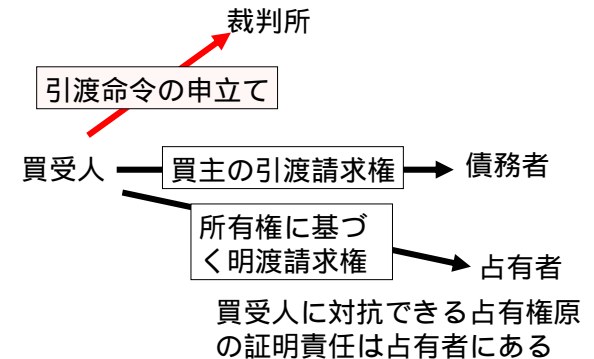 裁判所
引渡命令の申立て
買受人
買主の引渡請求権
債務者
所有権に基づ
く明渡請求権
占有者
買受人に対抗できる占有権原
の証明責任は占有者にある